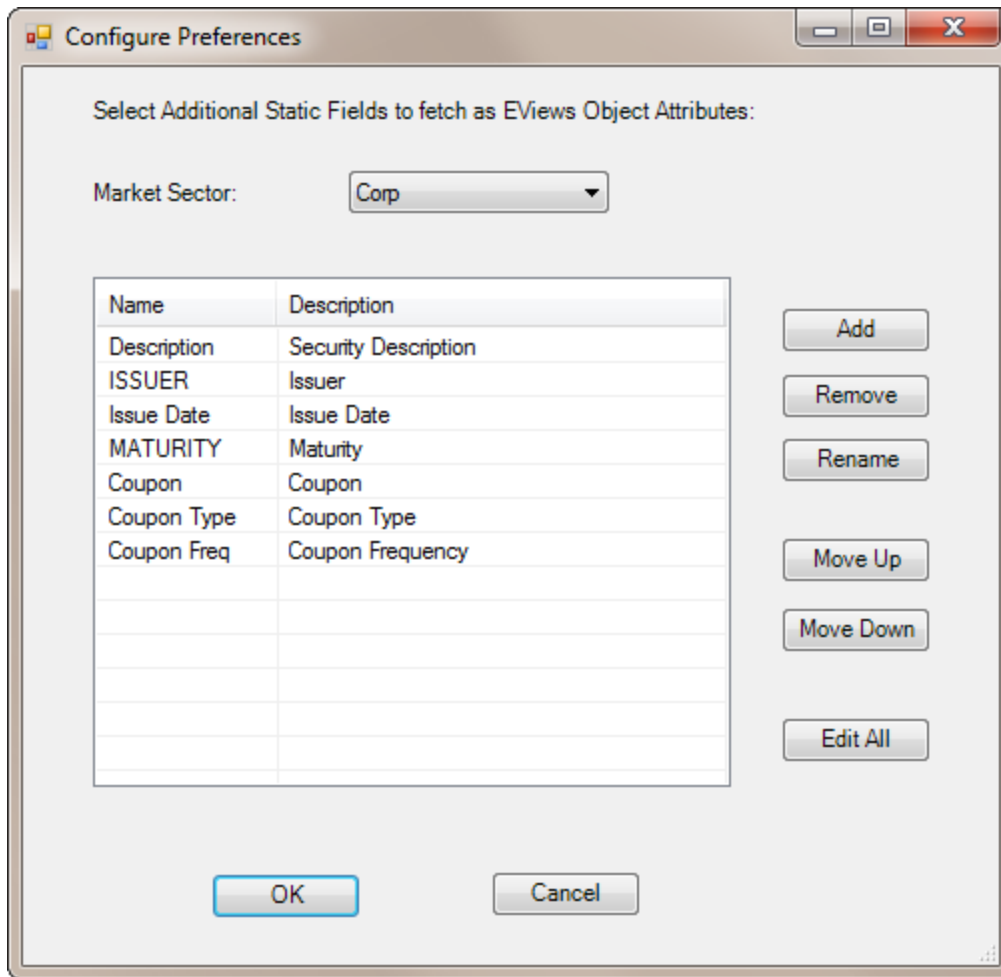 Configure Preferences
Select Additional Static Fields to fetch as EViews Object Attributes:
Market Sector: Corp
Name Description
Description Security Description
ISSUER Issuer
Issue Date Issue Date
MATURITY Maturity
Coupon Coupon
Coupon Type Coupon Type
Coupon Freq Coupon Frequency
Add
Remove
Rename
Move Up
Move Down
Edit All
OK Cancel